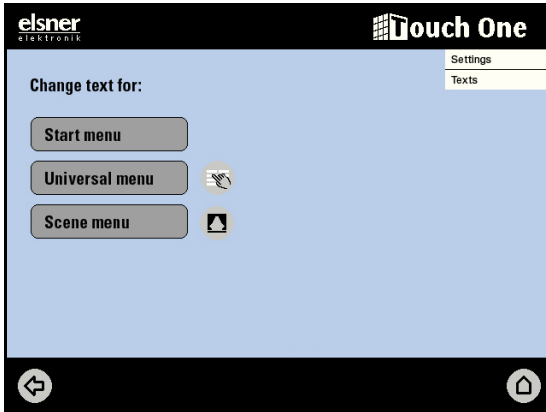 elsner
elektronik
Touch One
Settings
Texts
Change text for:
Start menu
Universal menu
Scene menu